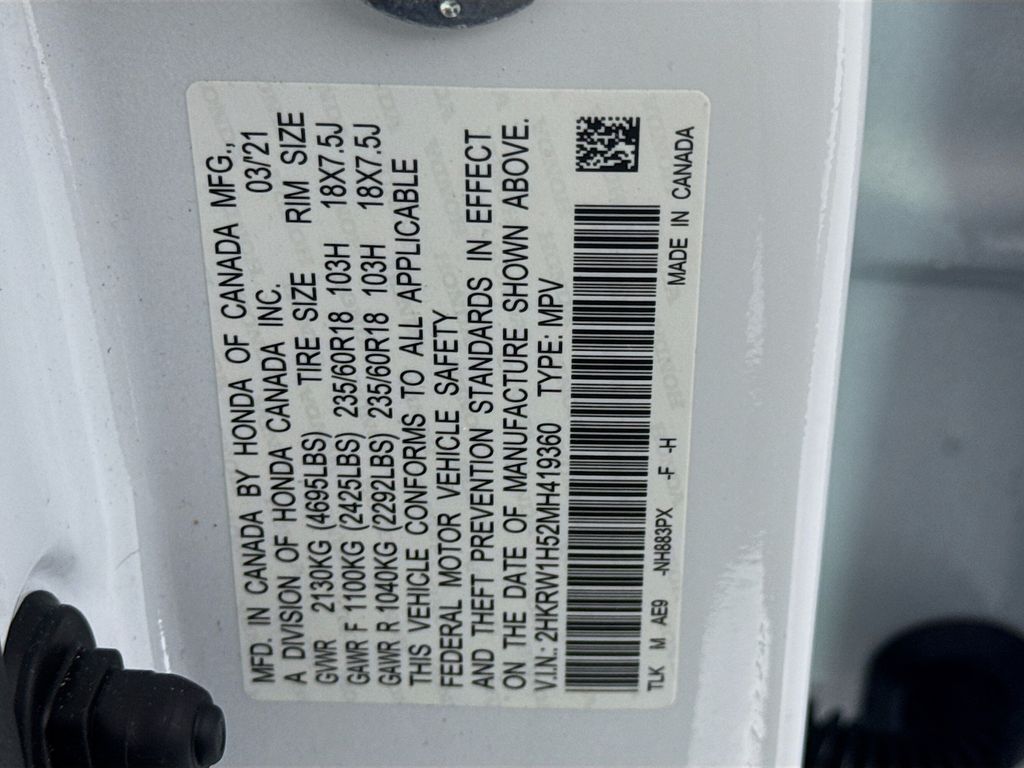 MFD. IN CANADA BY HONDA OF CANADA MFG.,
A DIVISION OF HONDA CANADA INC. 03/'21
GVWR 2130KG (4695LBS) TIRE SIZE RIM SIZE
GAWR F 1100KG (2425LBS) 235/60R18 103H 18X7.5J
GAWR R 1040KG (2292LBS) 235/60R18 103H 18X7.5J
THIS VEHICLE CONFORMS TO ALL APPLICABLE
FEDERAL MOTOR VEHICLE SAFETY
AND THEFT PREVENTION STANDARDS IN EFFECT
ON THE DATE OF MANUFACTURE SHOWN ABOVE.
V.I.N.: 2HKRW1H52MH419360 TYPE: MPV
TLK M AE9 -NH883PX -F -H
MADE IN CANADA